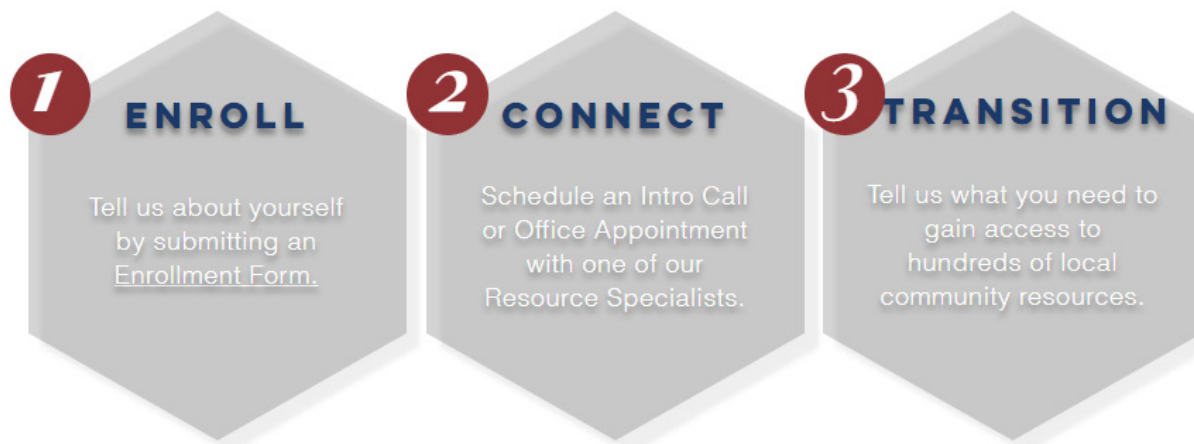 1
ENROLL
Tell us about yourself
by submitting an
Enrollment Form.
2
CONNECT
Schedule an Intro Call
or Office Appointment
with one of our
Resource Specialists.
3
TRANSITION
Tell us what you need to
gain access to
hundreds of local
community resources.